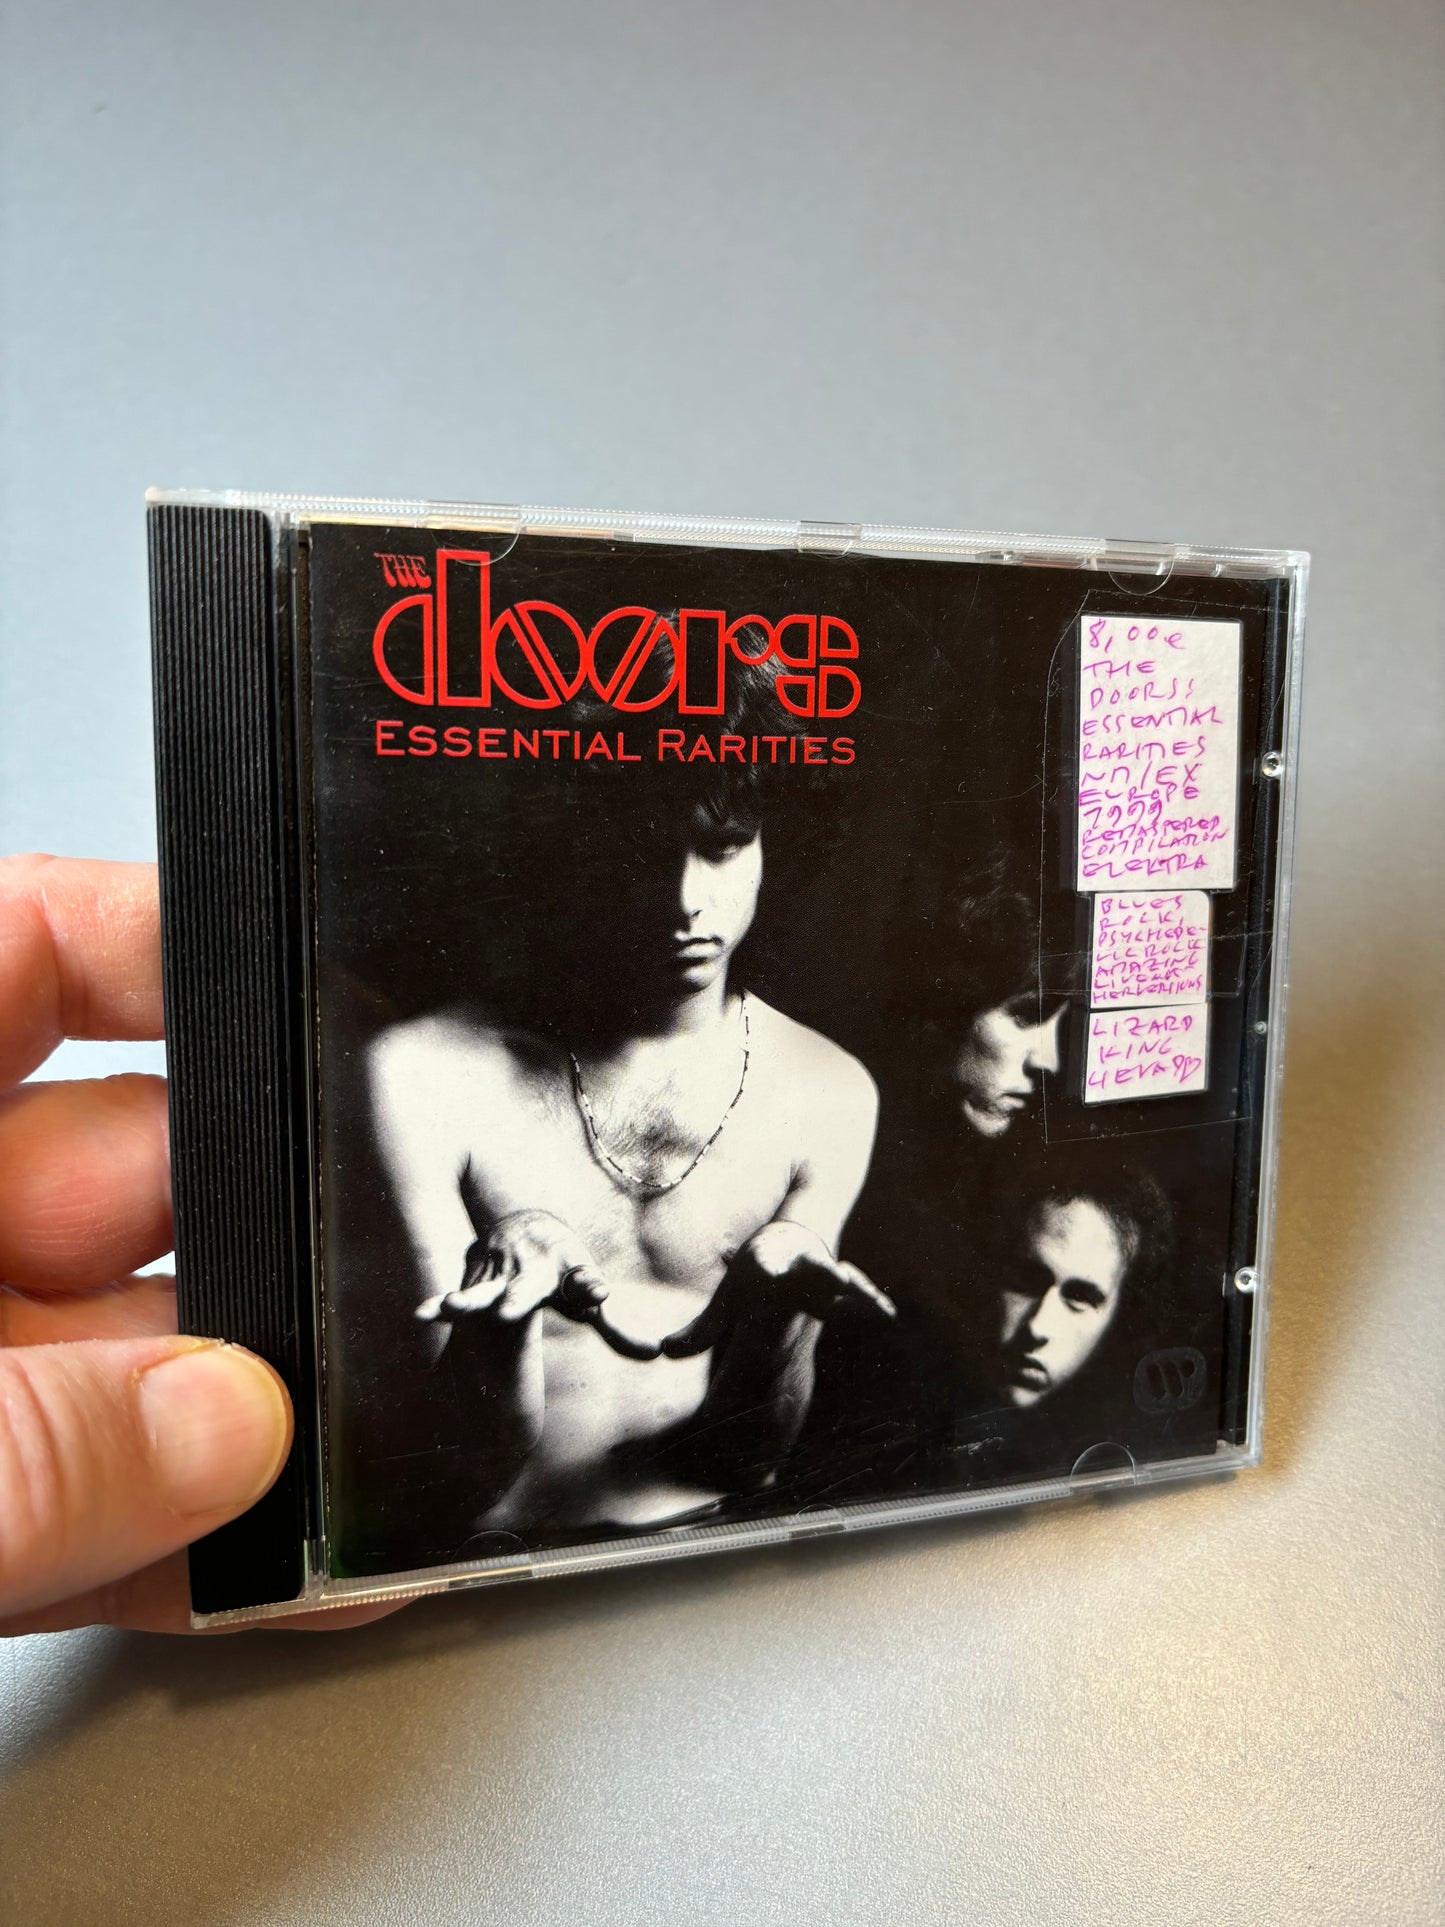 THE
doors
ESSENTIAL RARITIES
8,00€
THE
DOORS:
ESSENTIAL
RARITIES
NM/EX
EUROPE
1999
REMASTERED
COMPILATION
ELEKTRA
BLUES
ROCK,
PSYCHEDE-
LIC ROCK
AMAZING
LIVE
LIZARD
KING
4EVA